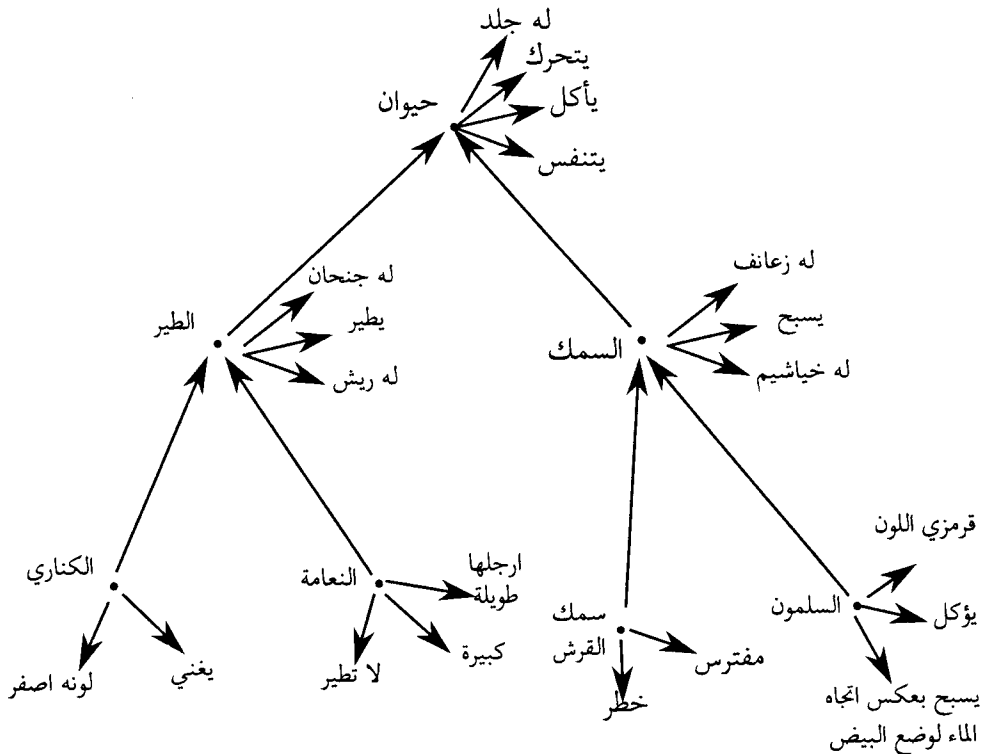 له جلد
يتحرك
يأكل
حيوان
يتنفس
له جنحان
يطير
الطير
له ريش
له زعانف
يسبح
السمك
له خياشيم
الكناري
لونه اصفر
يغني
النعامة
ارجلها
طويلة
كبيرة
لا تطير
سمك
القرش
مفترس
خطر
قرمزي اللون
السلمون
يؤكل
يسبح بعكس اتجاه
الماء لوضع البيض